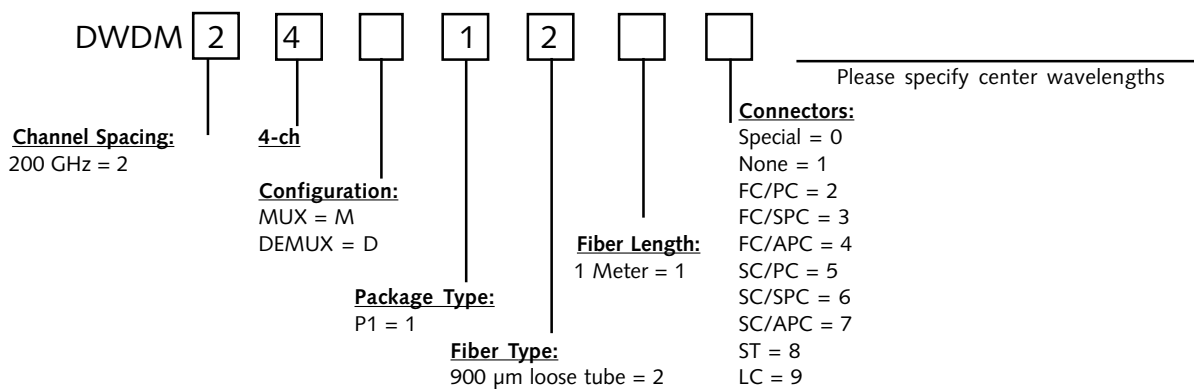 DWDM 2 4 1 2
Please specify center wavelengths
Channel Spacing:
200 GHz = 2
4-ch
Configuration:
MUX = M
DEMUX = D
Package Type:
P1 = 1
Fiber Type:
900 µm loose tube = 2
Fiber Length:
1 Meter = 1
Connectors:
Special = 0
None = 1
FC/PC = 2
FC/SPC = 3
FC/APC = 4
SC/PC = 5
SC/SPC = 6
SC/APC = 7
ST = 8
LC = 9